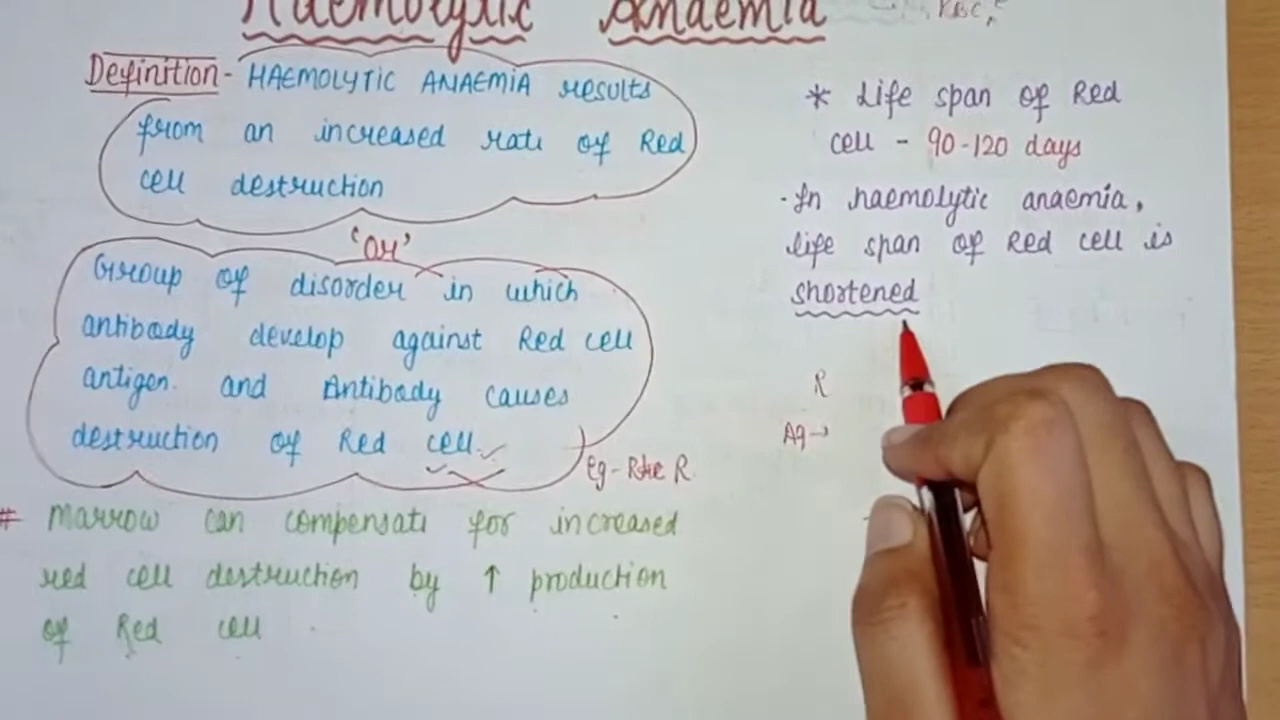 Haemolytic Anaemia
RBC
Definition - HAEMOLYTIC ANAEMIA results
from an increased rate of Red
cell destruction
'Or'
Group of disorder in which
antibody develop against Red cell
antigen. and Antibody causes
destruction of Red cell.
Eg - R
# Marrow can compensate for increased
red cell destruction by ↑ production
of Red cell
* Life span of Red
cell - 90-120 days
· In haemolytic anaemia,
life span of Red cell is
shortened
R
Ag →